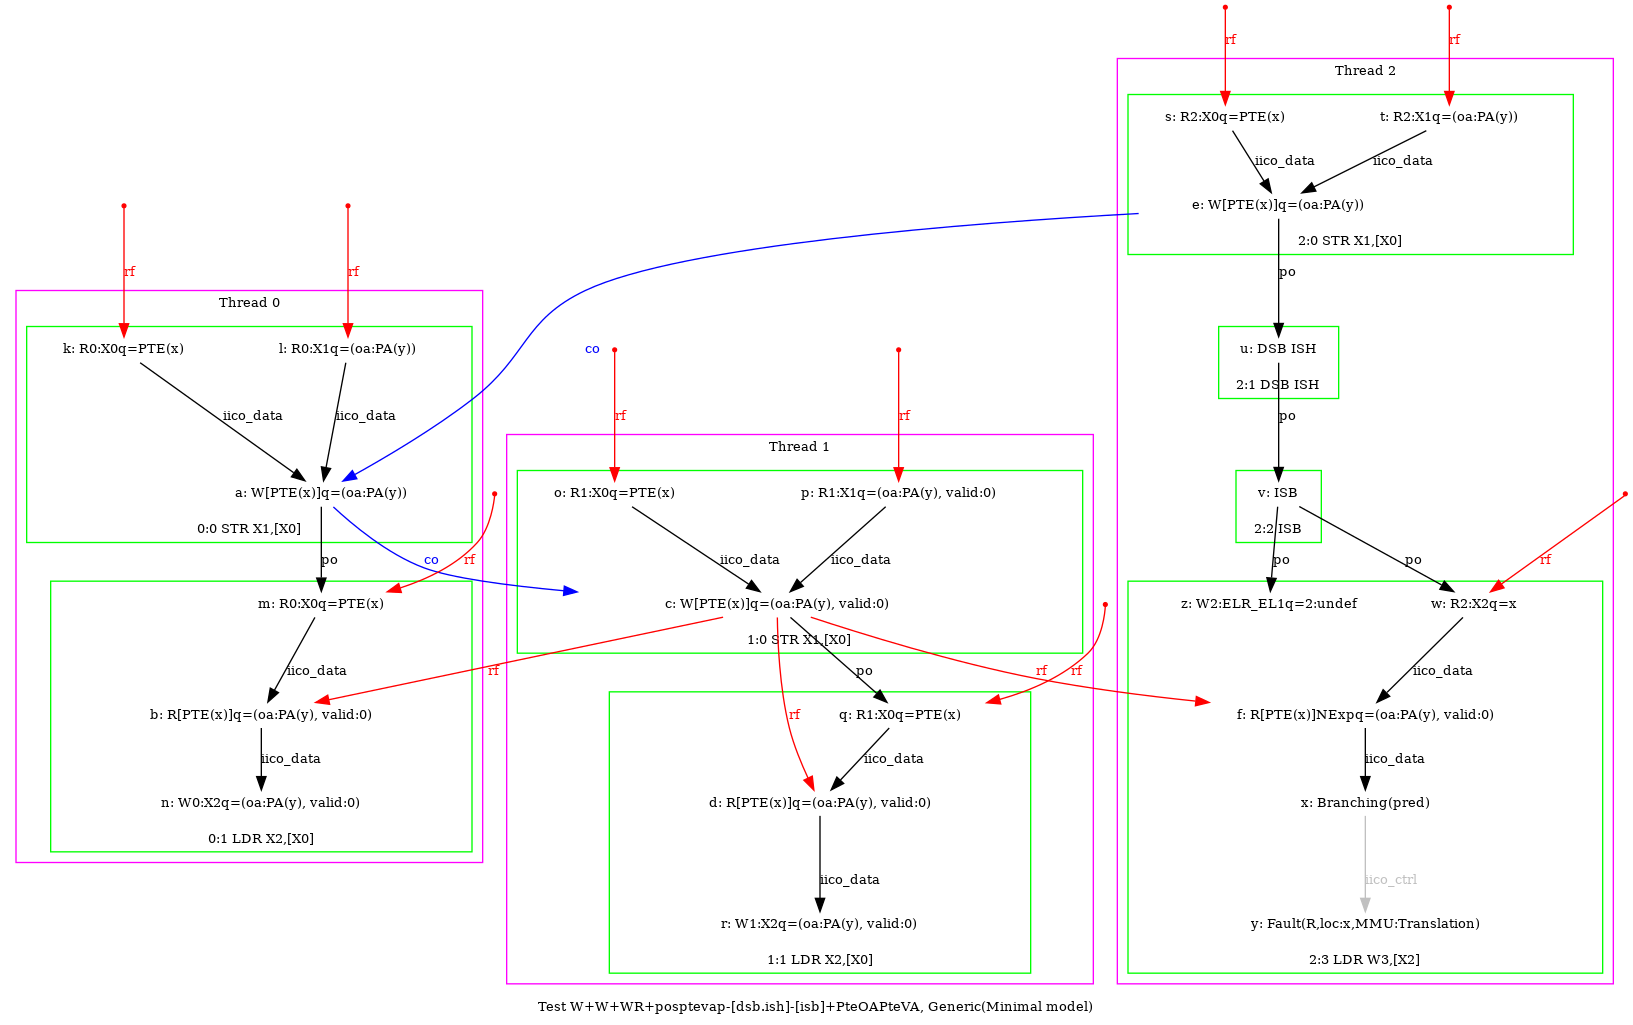 rf
rf
Thread 2
s: R2:X0q=PTE(x)
t: R2:X1q=(oa:PA(y))
iico_data
iico_data
e: W[PTE(x)]q=(oa:PA(y))
2:0 STR X1,[X0]
po
u: DSB ISH
2:1 DSB ISH
po
v: ISB
2:2 ISB
po
po
rf
z: W2:ELR_EL1q=2:undef
w: R2:X2q=x
iico_data
f: R[PTE(x)]NExpq=(oa:PA(y), valid:0)
iico_data
x: Branching(pred)
iico_ctrl
y: Fault(R,loc:x,MMU:Translation)
2:3 LDR W3,[X2]
rf
rf
Thread 0
k: R0:X0q=PTE(x)
l: R0:X1q=(oa:PA(y))
iico_data
iico_data
co
a: W[PTE(x)]q=(oa:PA(y))
0:0 STR X1,[X0]
po
co
rf
m: R0:X0q=PTE(x)
iico_data
rf
b: R[PTE(x)]q=(oa:PA(y), valid:0)
iico_data
n: W0:X2q=(oa:PA(y), valid:0)
0:1 LDR X2,[X0]
rf
rf
Thread 1
o: R1:X0q=PTE(x)
p: R1:X1q=(oa:PA(y), valid:0)
iico_data
iico_data
c: W[PTE(x)]q=(oa:PA(y), valid:0)
1:0 STR X1,[X0]
po
rf
rf
rf
q: R1:X0q=PTE(x)
iico_data
d: R[PTE(x)]q=(oa:PA(y), valid:0)
iico_data
r: W1:X2q=(oa:PA(y), valid:0)
1:1 LDR X2,[X0]
Test W+W+WR+posptevap-[dsb.ish]-[isb]+PteOAPteVA, Generic(Minimal model)